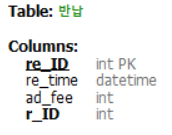 Table: 반납
Columns:
re_ID int PK
re_time datetime
ad_fee int
r_ID int